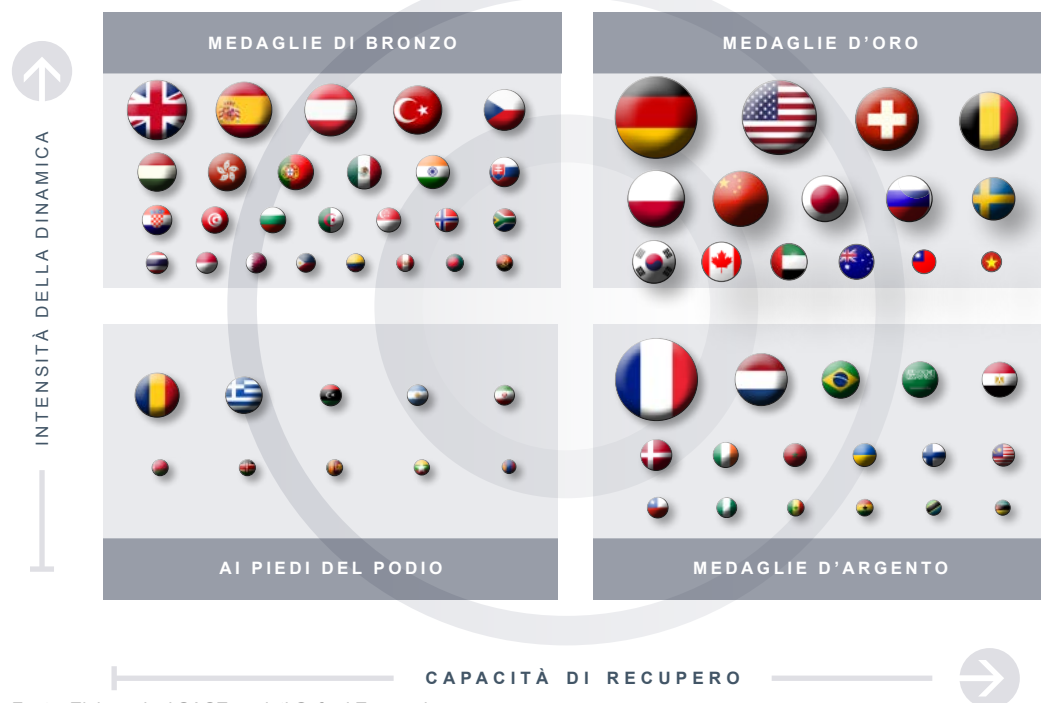 MEDAGLIE DI BRONZO
MEDAGLIE D'ORO
INTENSITÀ DELLA DINAMICA
AI PIEDI DEL PODIO
MEDAGLIE D'ARGENTO
CAPACITÀ DI RECUPERO